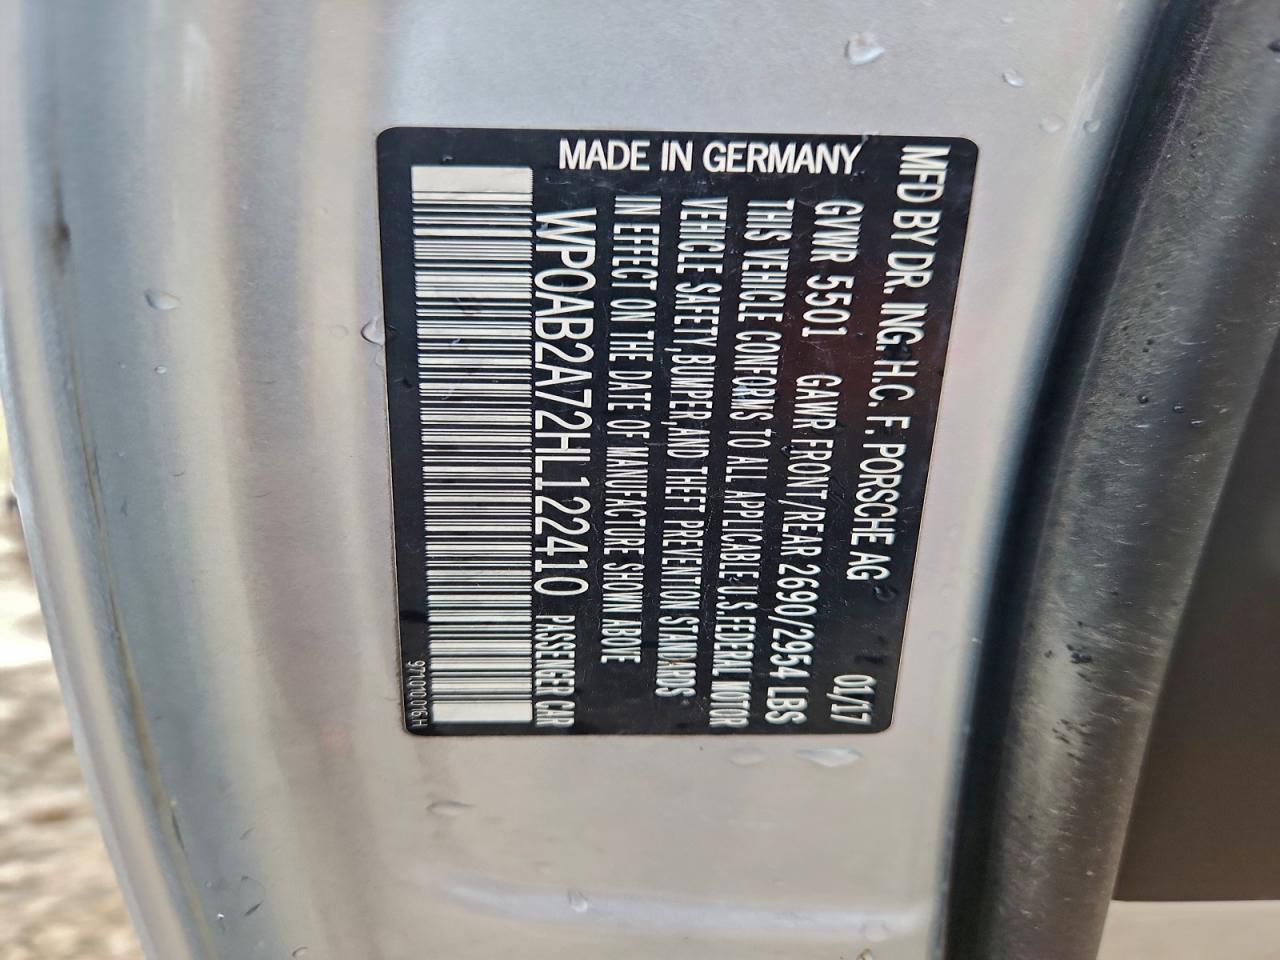 MFD BY DR. ING. H.C. F. PORSCHE AG 01/17
GVWR 5501 GAWR FRONT/REAR 2690/2954 LBS
THIS VEHICLE CONFORMS TO ALL APPLICABLE U.S.FEDERAL MOTOR
VEHICLE SAFETY,BUMPER,AND THEFT PREVENTION STANDARDS
IN EFFECT ON THE DATE OF MANUFACTURE SHOWN ABOVE
WP0AB2A72HL122410 PASSENGER CAR
MADE IN GERMANY